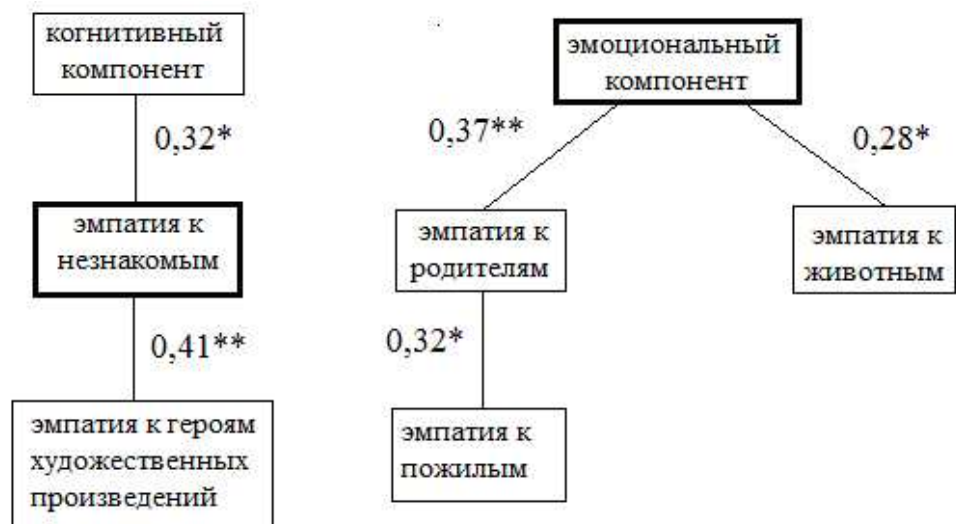 когнитивный
компонент
0,32*
эмпатия к
незнакомым
0,41**
эмпатия к героям
художественных
произведений
эмоциональный
компонент
0,37**
0,28*
эмпатия к
родителям
эмпатия к
животным
0,32*
эмпатия к
пожилым